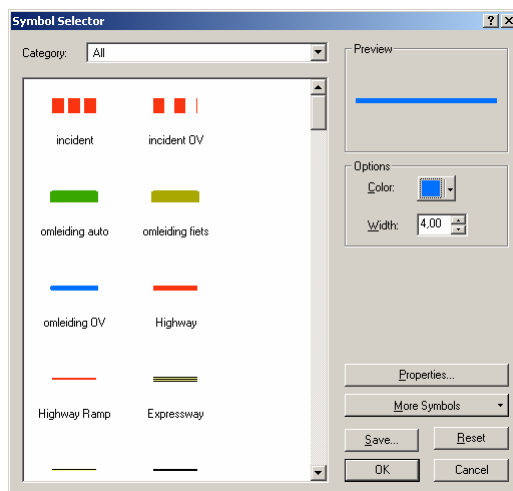 Symbol Selector
Category: All
incident incident OV
omleiding auto omleiding fiets
omleiding OV Highway
Highway Ramp Expressway
Preview
Options
Color:
Width: 4,00
Properties...
More Symbols
Save... Reset
OK Cancel